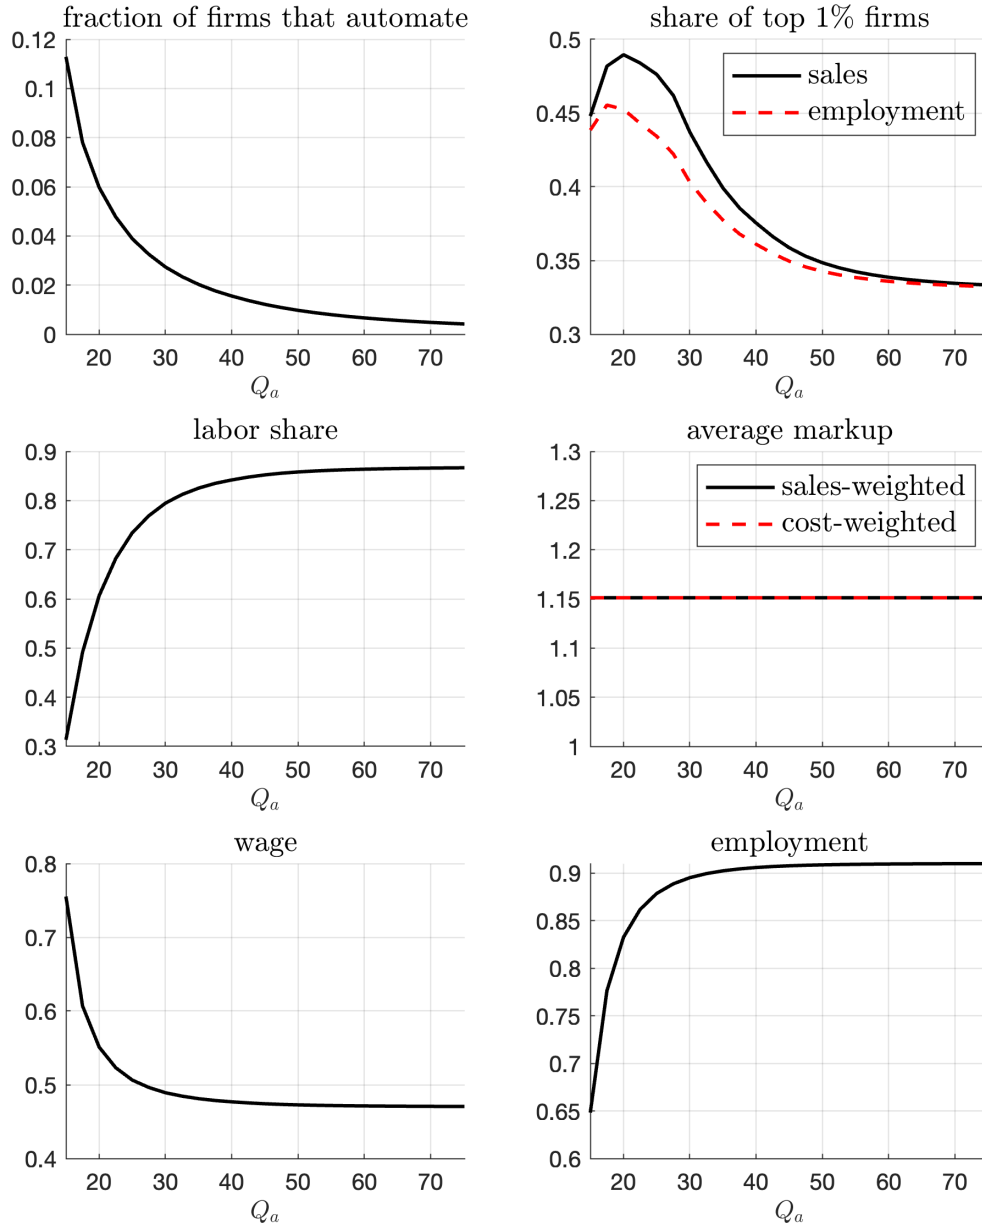 fraction of firms that automate
0.12
0.1
0.08
0.06
0.04
0.02
0
20 30 40 50 60 70
Qa
share of top 1% firms
0.5
0.45
0.4
0.35
0.3
sales
employment
20 30 40 50 60 70
Qa
labor share
0.9
0.8
0.7
0.6
0.5
0.4
0.3
20 30 40 50 60 70
Qa
average markup
1.3
1.25
1.2
1.15
1.1
1.05
1
sales-weighted
cost-weighted
20 30 40 50 60 70
Qa
wage
0.8
0.7
0.6
0.5
0.4
20 30 40 50 60 70
Qa
employment
0.9
0.85
0.8
0.75
0.7
0.65
0.6
20 30 40 50 60 70
Qa